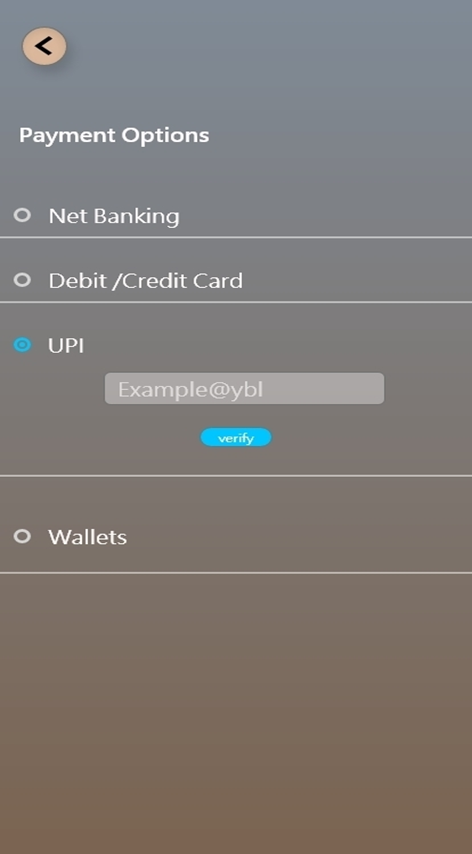 Payment Options
Net Banking
Debit /Credit Card
UPI
Example@ybl
verify
Wallets